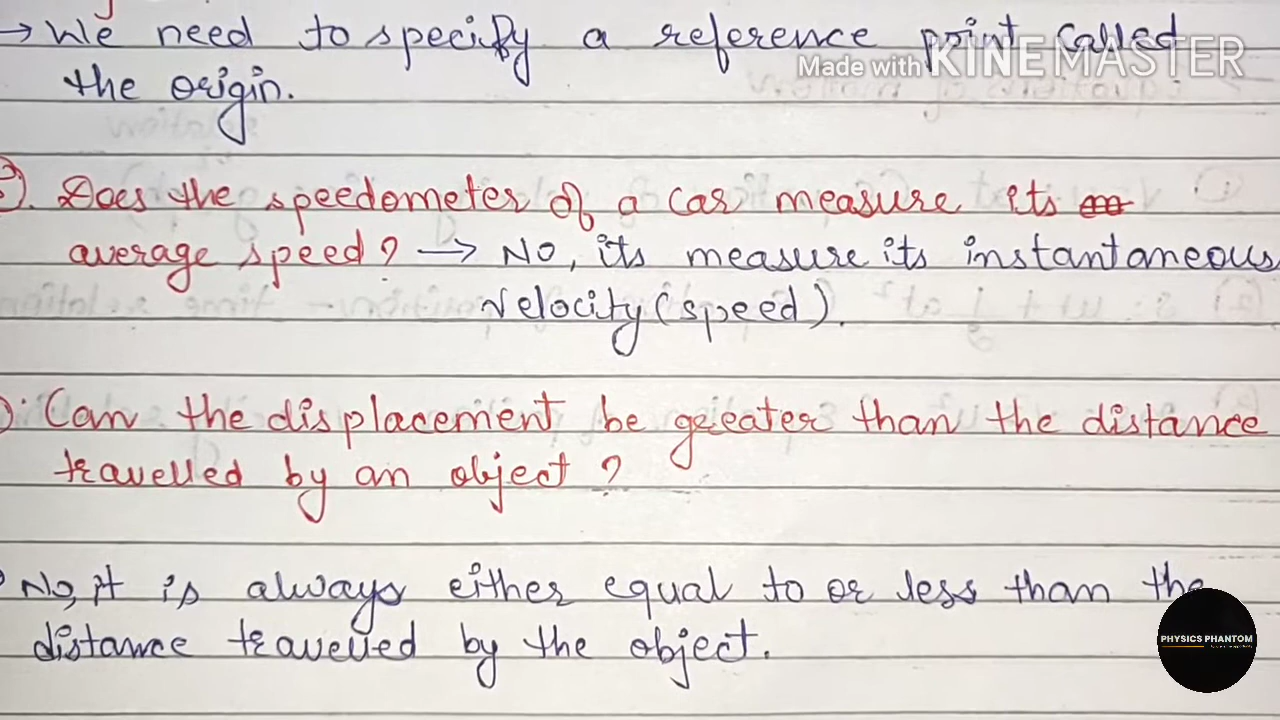 → We need to specify a reference point called
Made with KINEMASTER
the origin.
Does the speedometer of a car measure its
average speed? → No, its measure its instantaneous
velocity (speed).
Can the displacement be greater than the distance
travelled by an object ?
No, it is always either equal to or less than the
distance travelled by the object.
PHYSICS PHANTOM